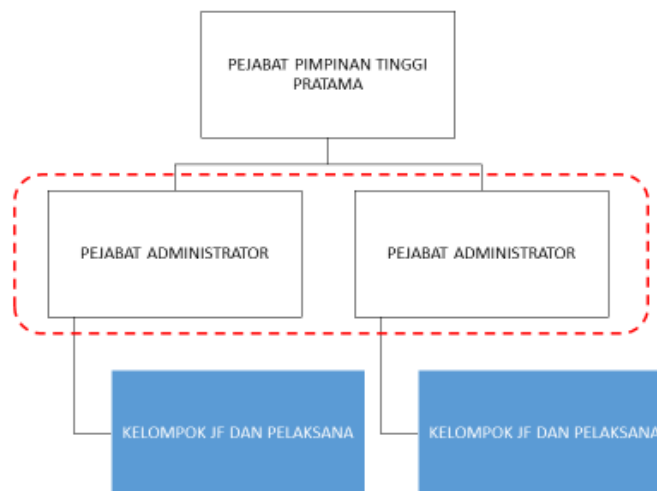 PEJABAT PIMPINAN TINGGI
PRATAMA
PEJABAT ADMINISTRATOR
PEJABAT ADMINISTRATOR
KELOMPOK JF DAN PELAKSANA
KELOMPOK JF DAN PELAKSANA